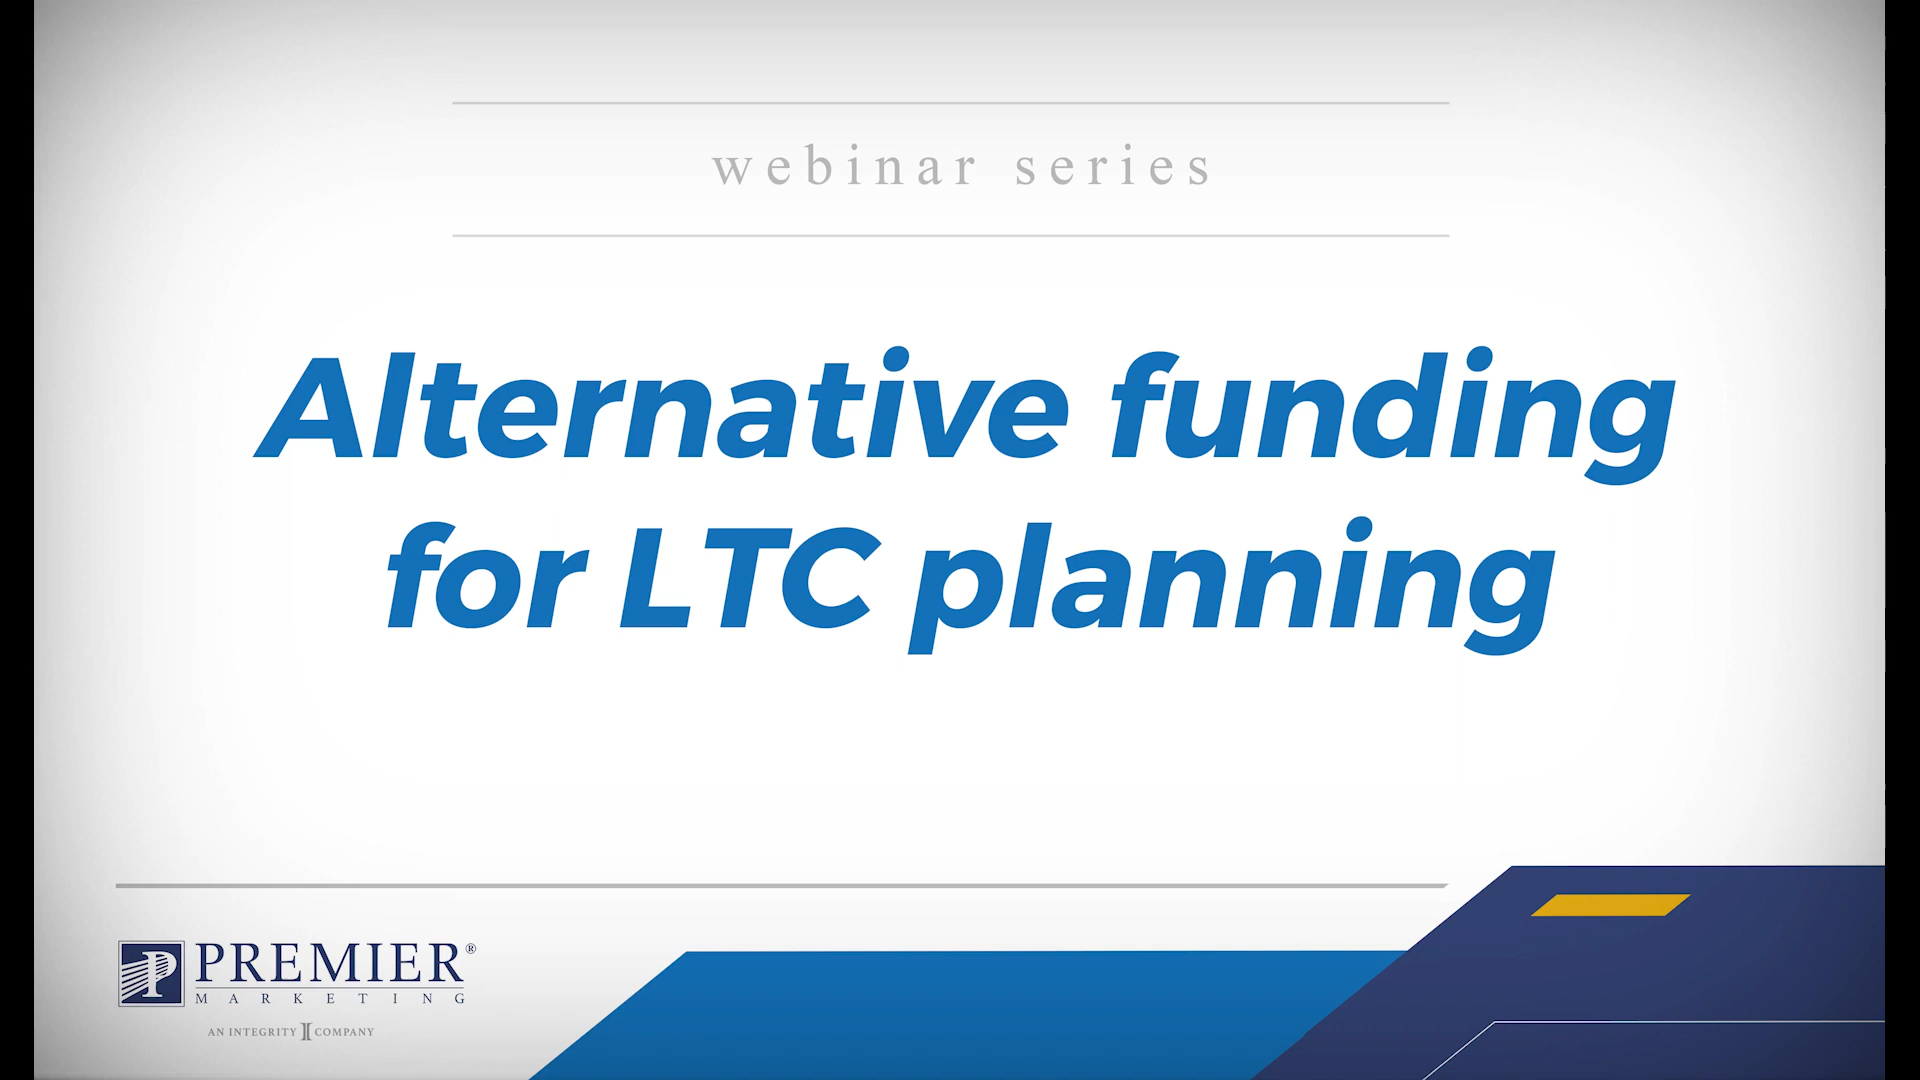 webinar series
Alternative funding
for LTC planning
PREMIER®
MARKETING
AN INTEGRITY COMPANY